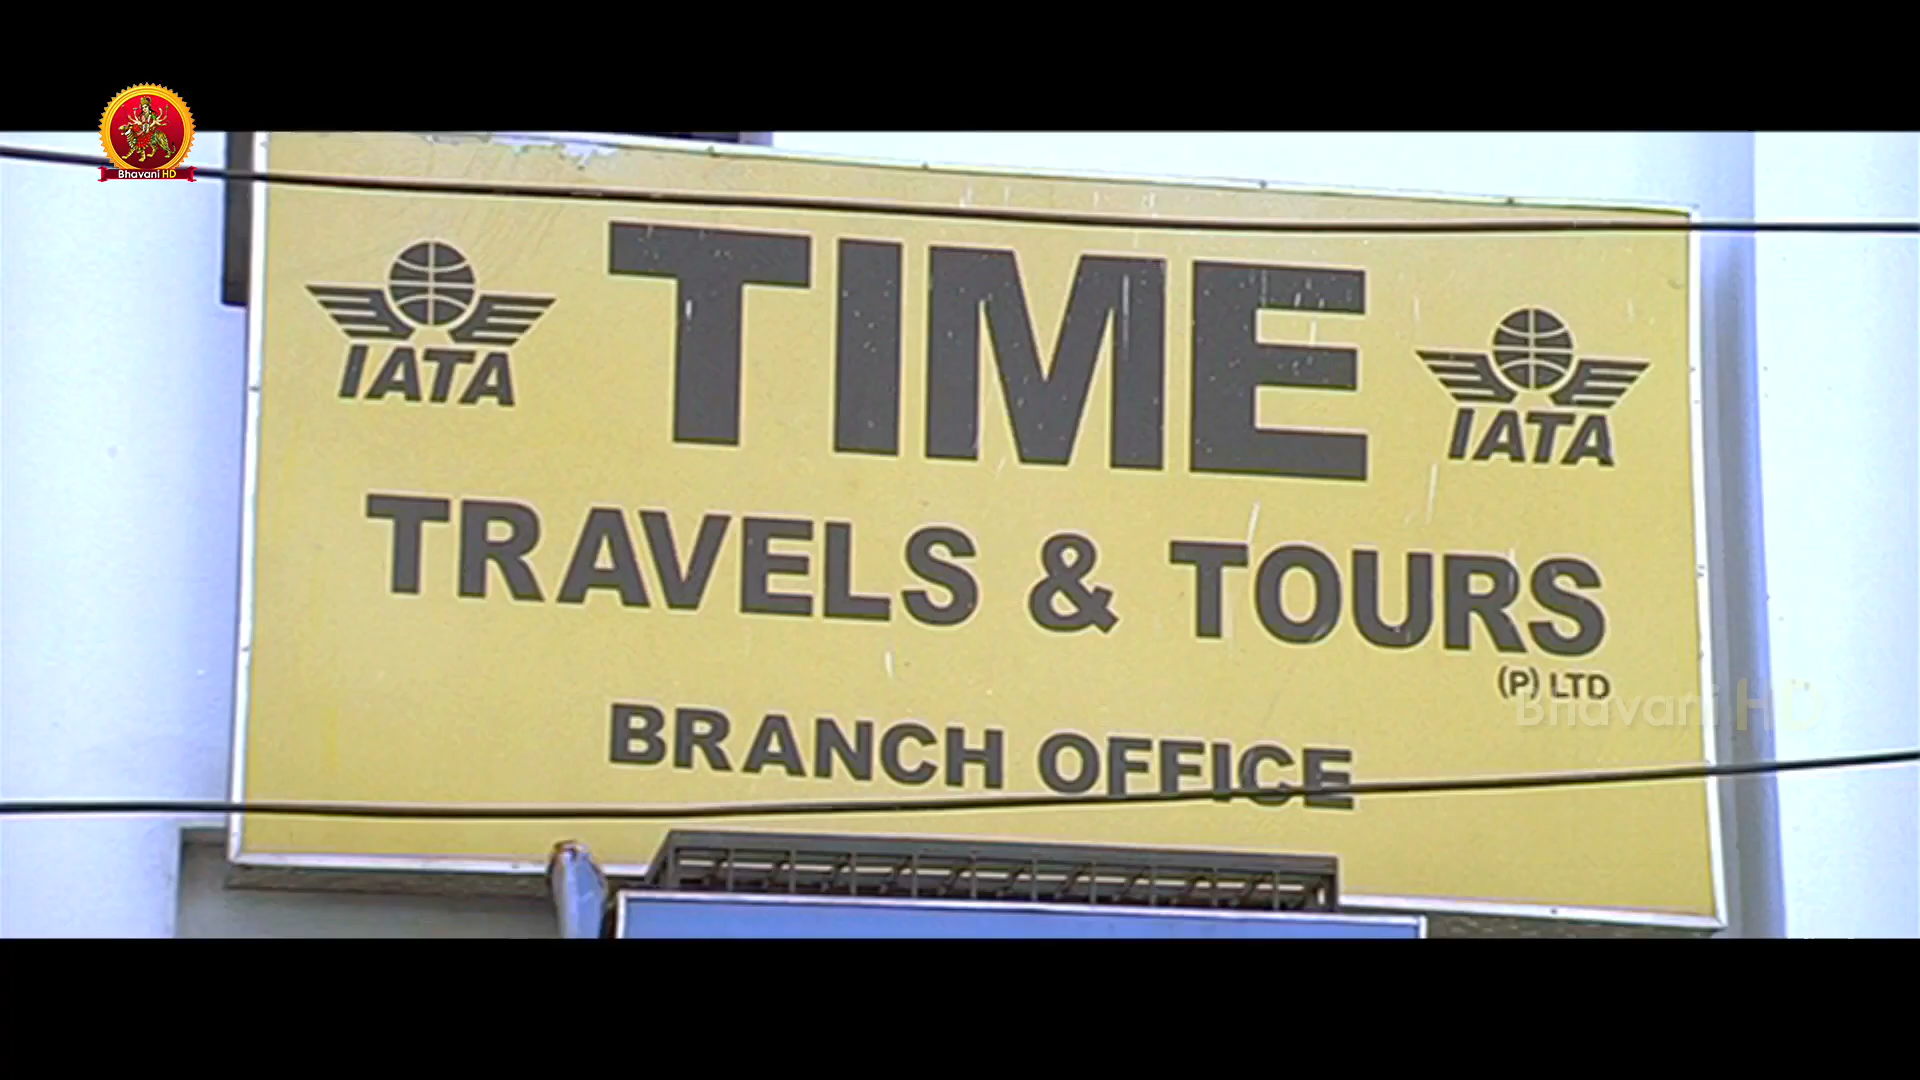 Bhavani HD
TIME
IATA
IATA
TRAVELS & TOURS
(P) LTD
Bhavani HD
BRANCH OFFICE